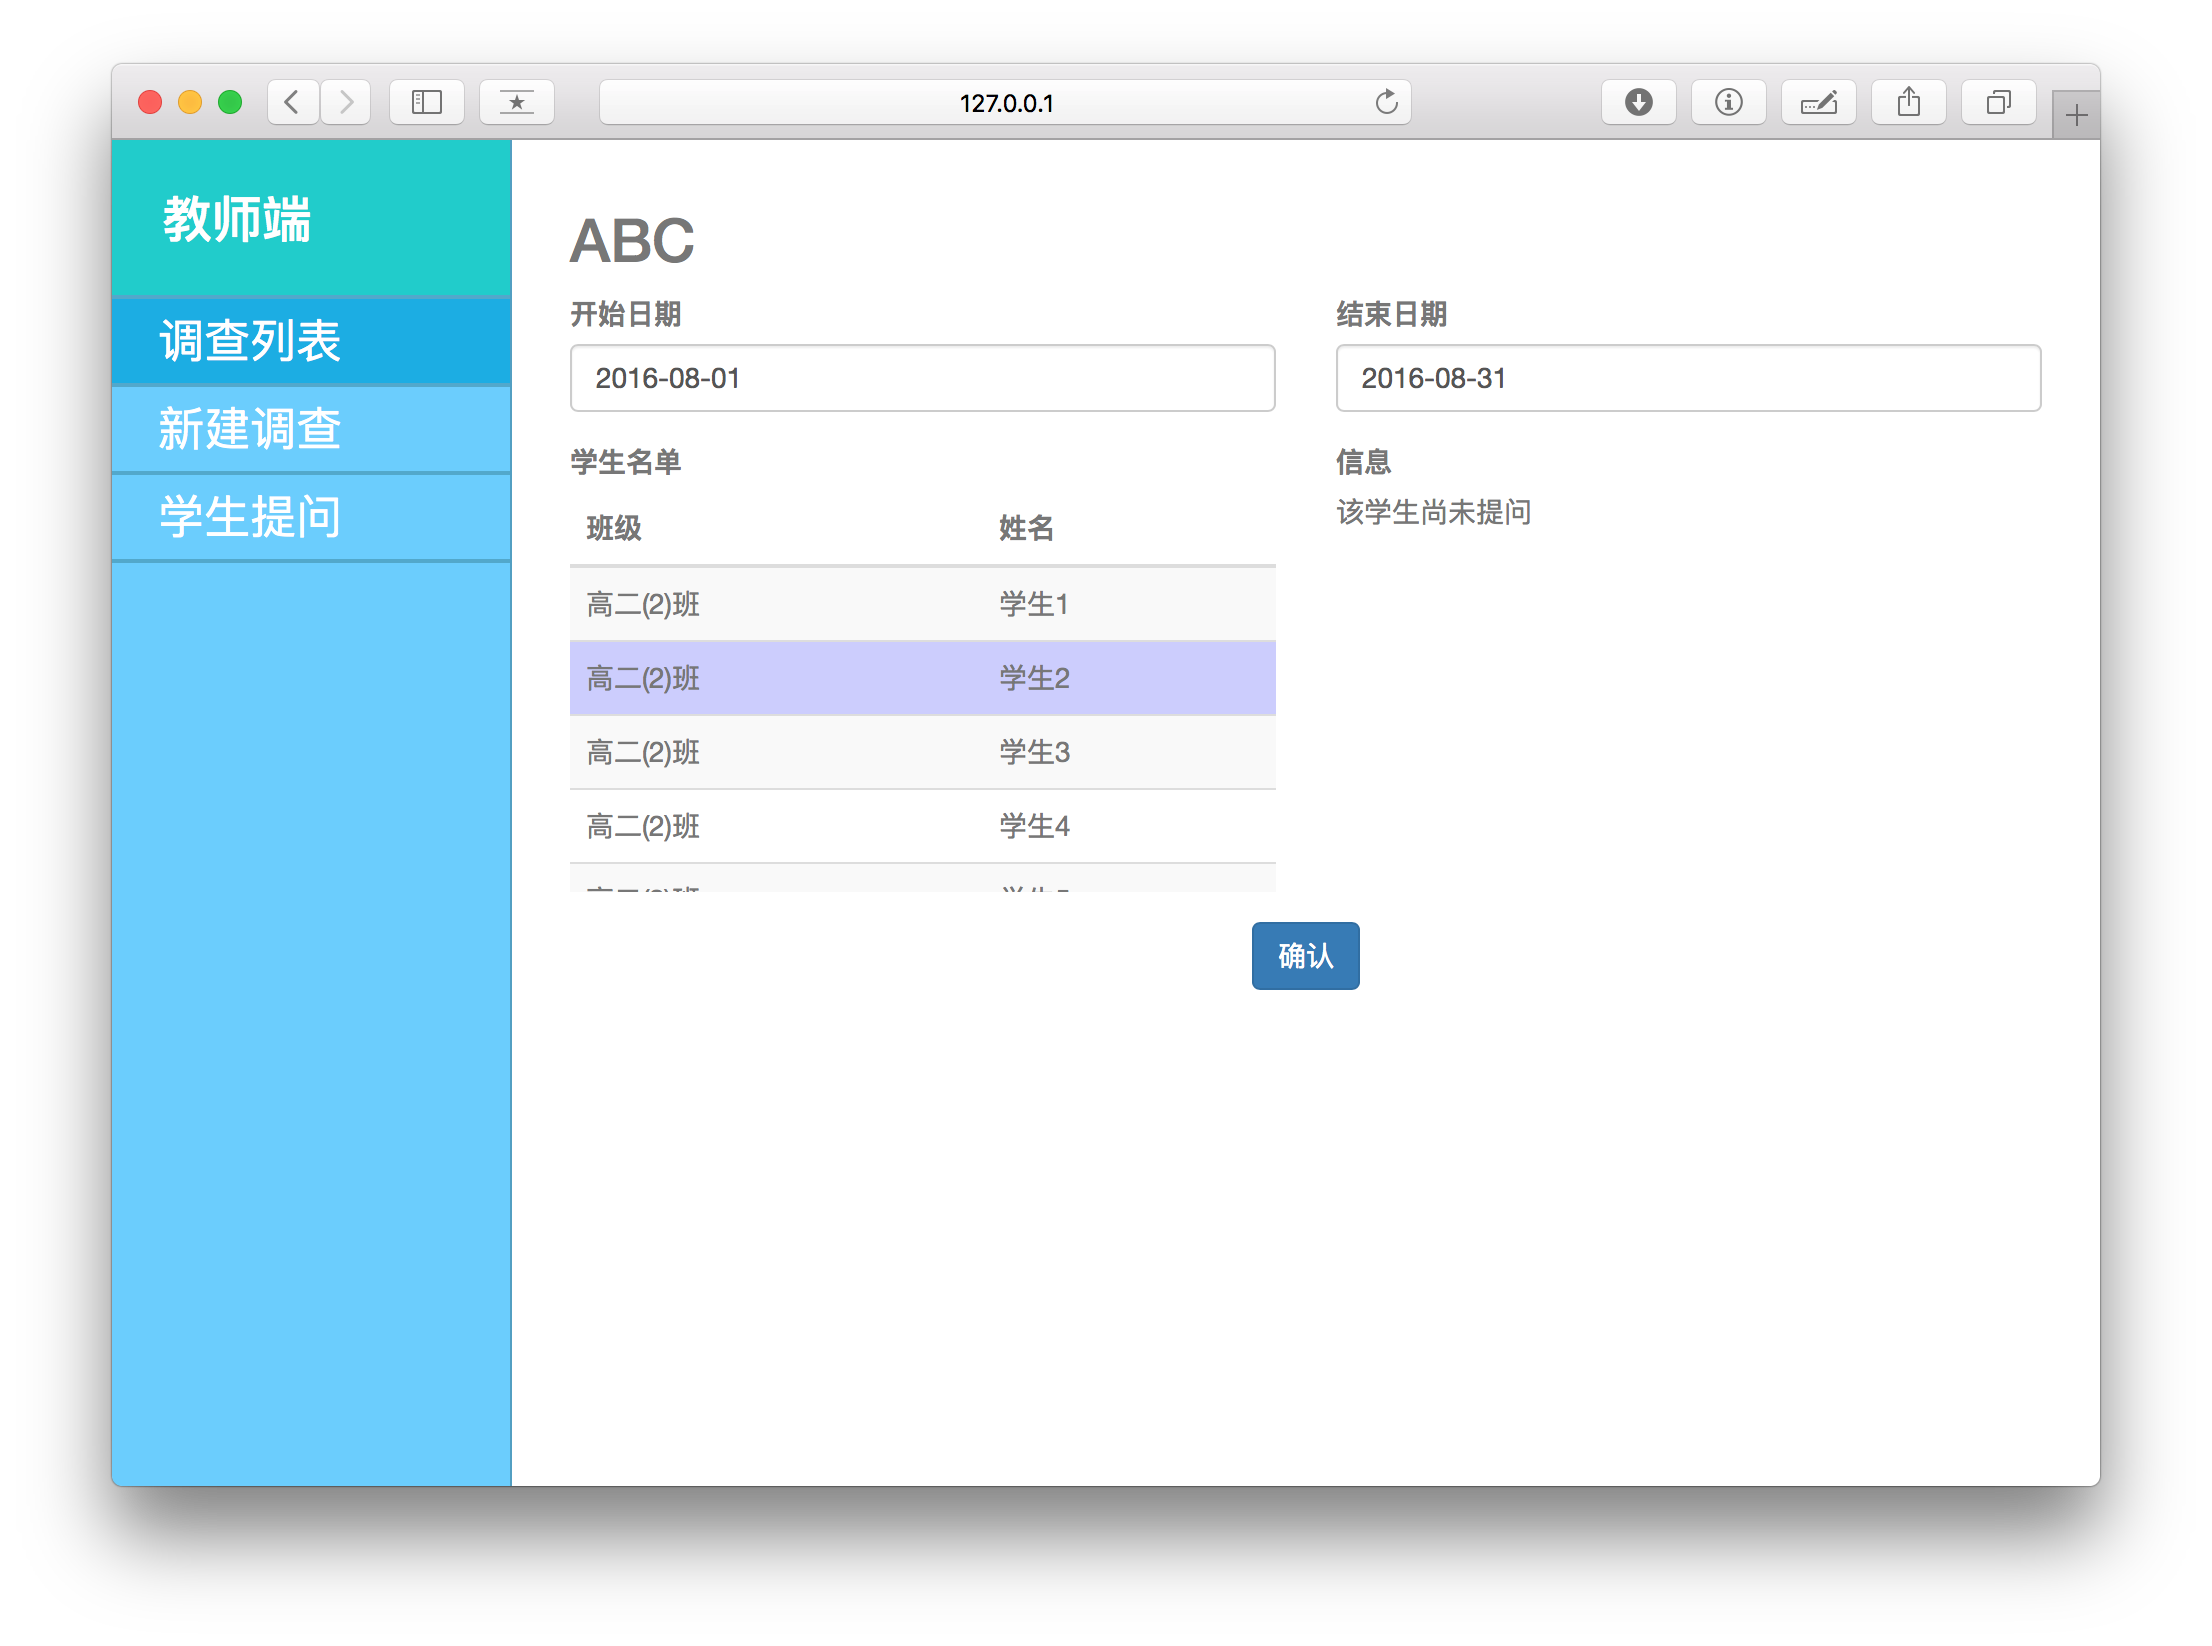 127.0.0.1
教师端
调查列表
新建调查
学生提问
ABC
开始日期 结束日期
2016-08-01 2016-08-31
学生名单 信息
该学生尚未提问
班级 姓名
高二(2)班 学生1
高二(2)班 学生2
高二(2)班 学生3
高二(2)班 学生4
确认